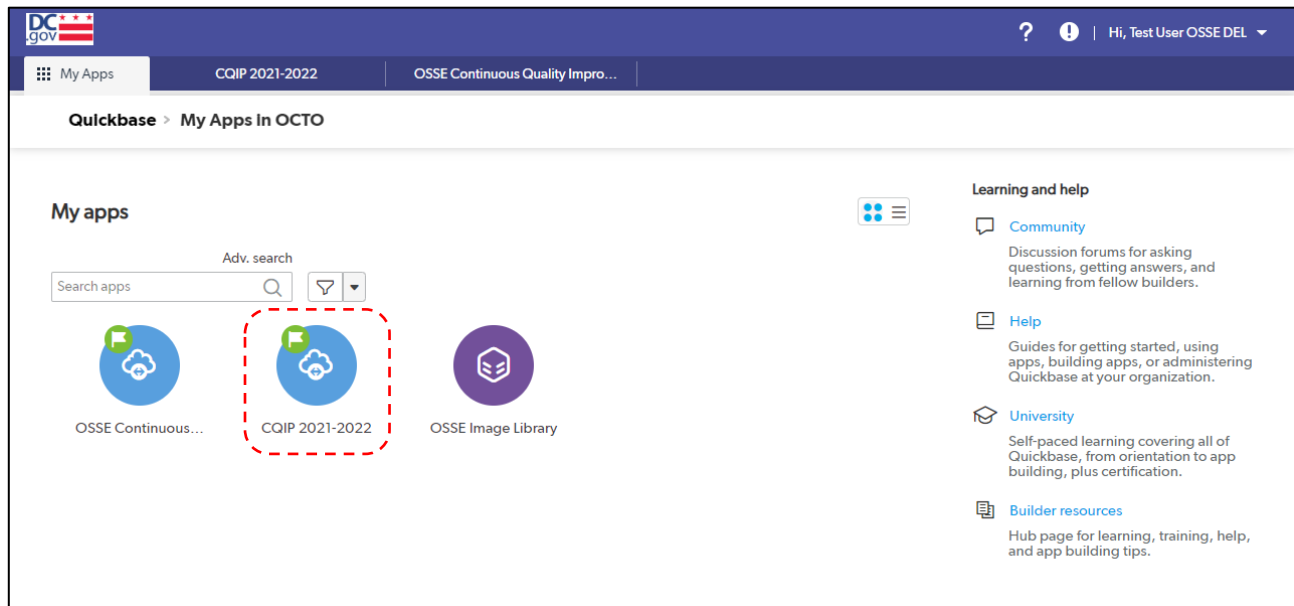 DC
.gov
? ! | Hi, Test User OSSE DEL
My Apps
CQIP 2021-2022
OSSE Continuous Quality Impro...
Quickbase > My Apps in OCTO
My apps
Adv. search
Search apps
OSSE Continuous...
CQIP 2021-2022
OSSE Image Library
Learning and help
Community
Discussion forums for asking
questions, getting answers, and
learning from fellow builders.
Help
Guides for getting started, using
apps, building apps, or administering
Quickbase at your organization.
University
Self-paced learning covering all of
Quickbase, from orientation to app
building, plus certification.
Builder resources
Hub page for learning, training, help,
and app building tips.